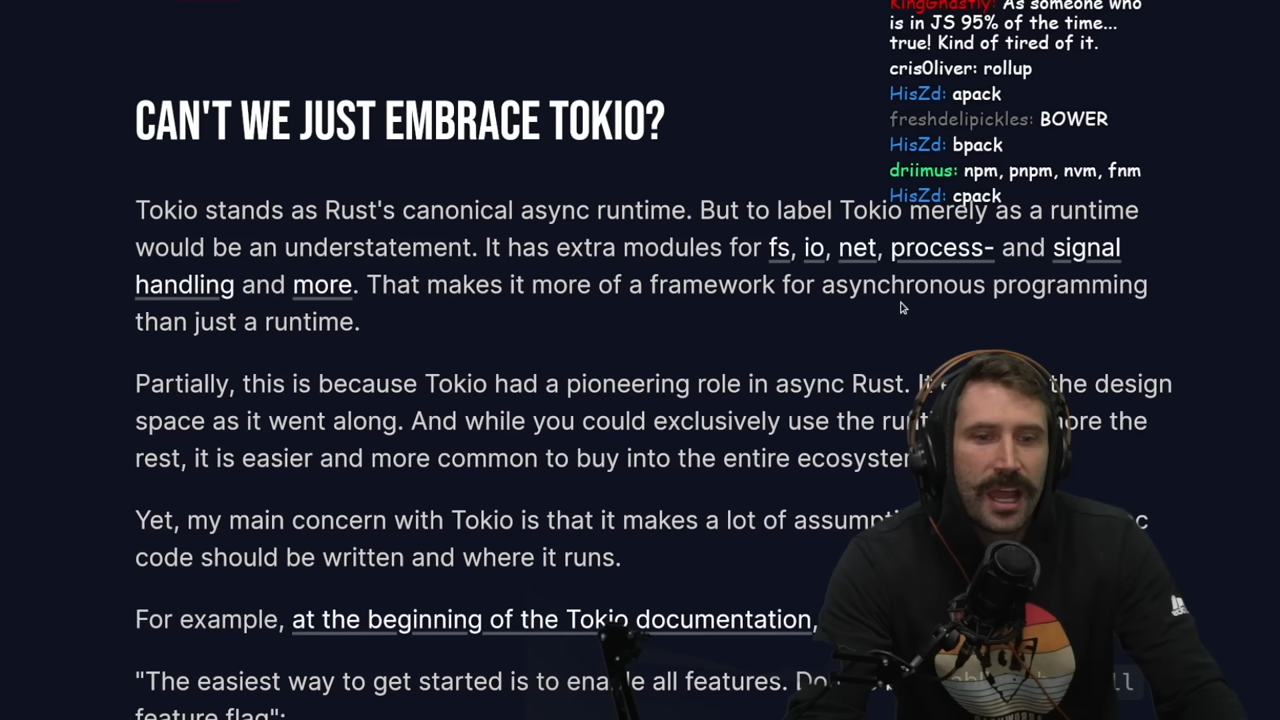 KingGhastly: As someone who
is in JS 95% of the time...
true! Kind of tired of it.
cris0liver: rollup
HisZd: apack
freshdelipickles: BOWER
HisZd: bpack
driimus: npm, pnpm, nvm, fnm
HisZd: cpack
CAN'T WE JUST EMBRACE TOKIO?
Tokio stands as Rust's canonical async runtime. But to label Tokio merely as a runtime
would be an understatement. It has extra modules for fs, io, net, process- and signal
handling and more. That makes it more of a framework for asynchronous programming
than just a runtime.
Partially, this is because Tokio had a pioneering role in async Rust. It the design
space as it went along. And while you could exclusively use the the
rest, it is easier and more common to buy into the entire
Yet, my main concern with Tokio is that it makes a lot of
code should be written and where it runs.
For example, at the beginning of the Tokio documentation,
"The easiest way to get started is to enable all features.
feature flag":